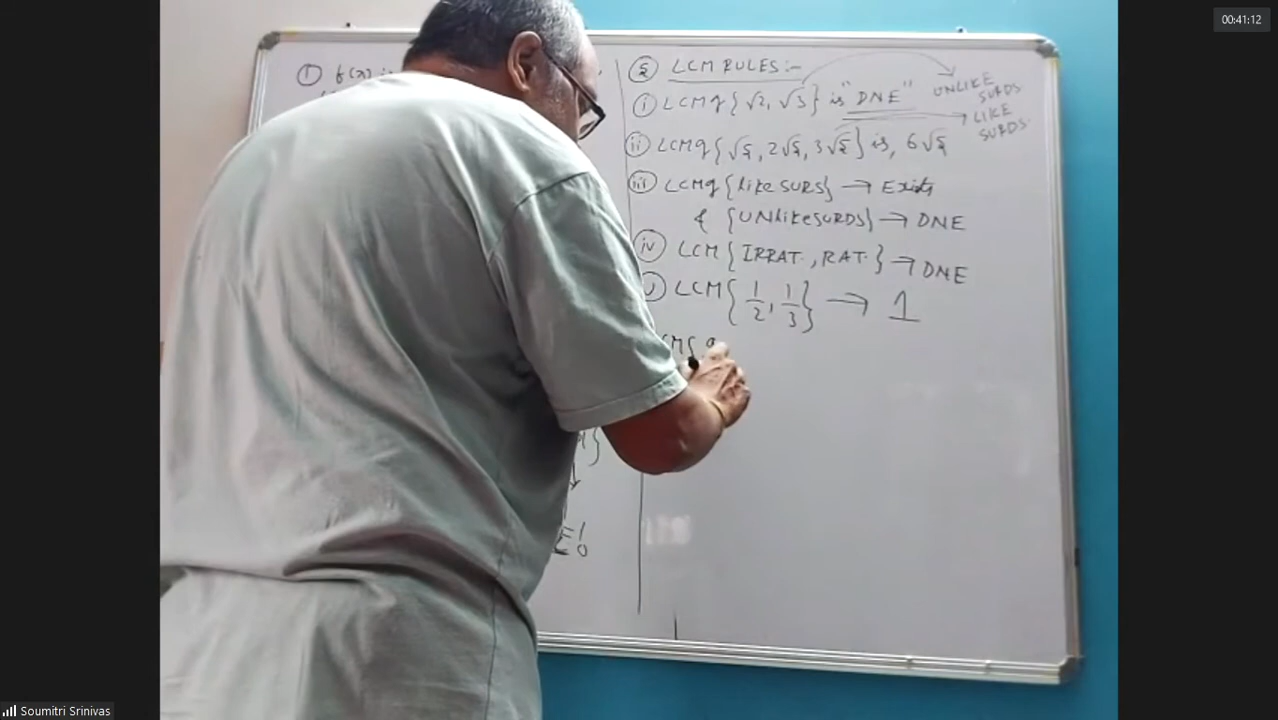 00:41:12
① f(x) is
⑤ LCM RULES:-
i) LCM of {√2, √3} is "DNE" UNLIKE SURDS
LIKE SURDS.
ii) LCM of {√5, 2√5, 3√5} is, 6√5
iii) LCM of {like SURDS} → Exists
& {UNlike SURDS} → DNE
iv) LCM {IRRAT., RAT.} → DNE
v) LCM {1/2, 1/3} → 1
CM{ a
Soumitri Srinivas